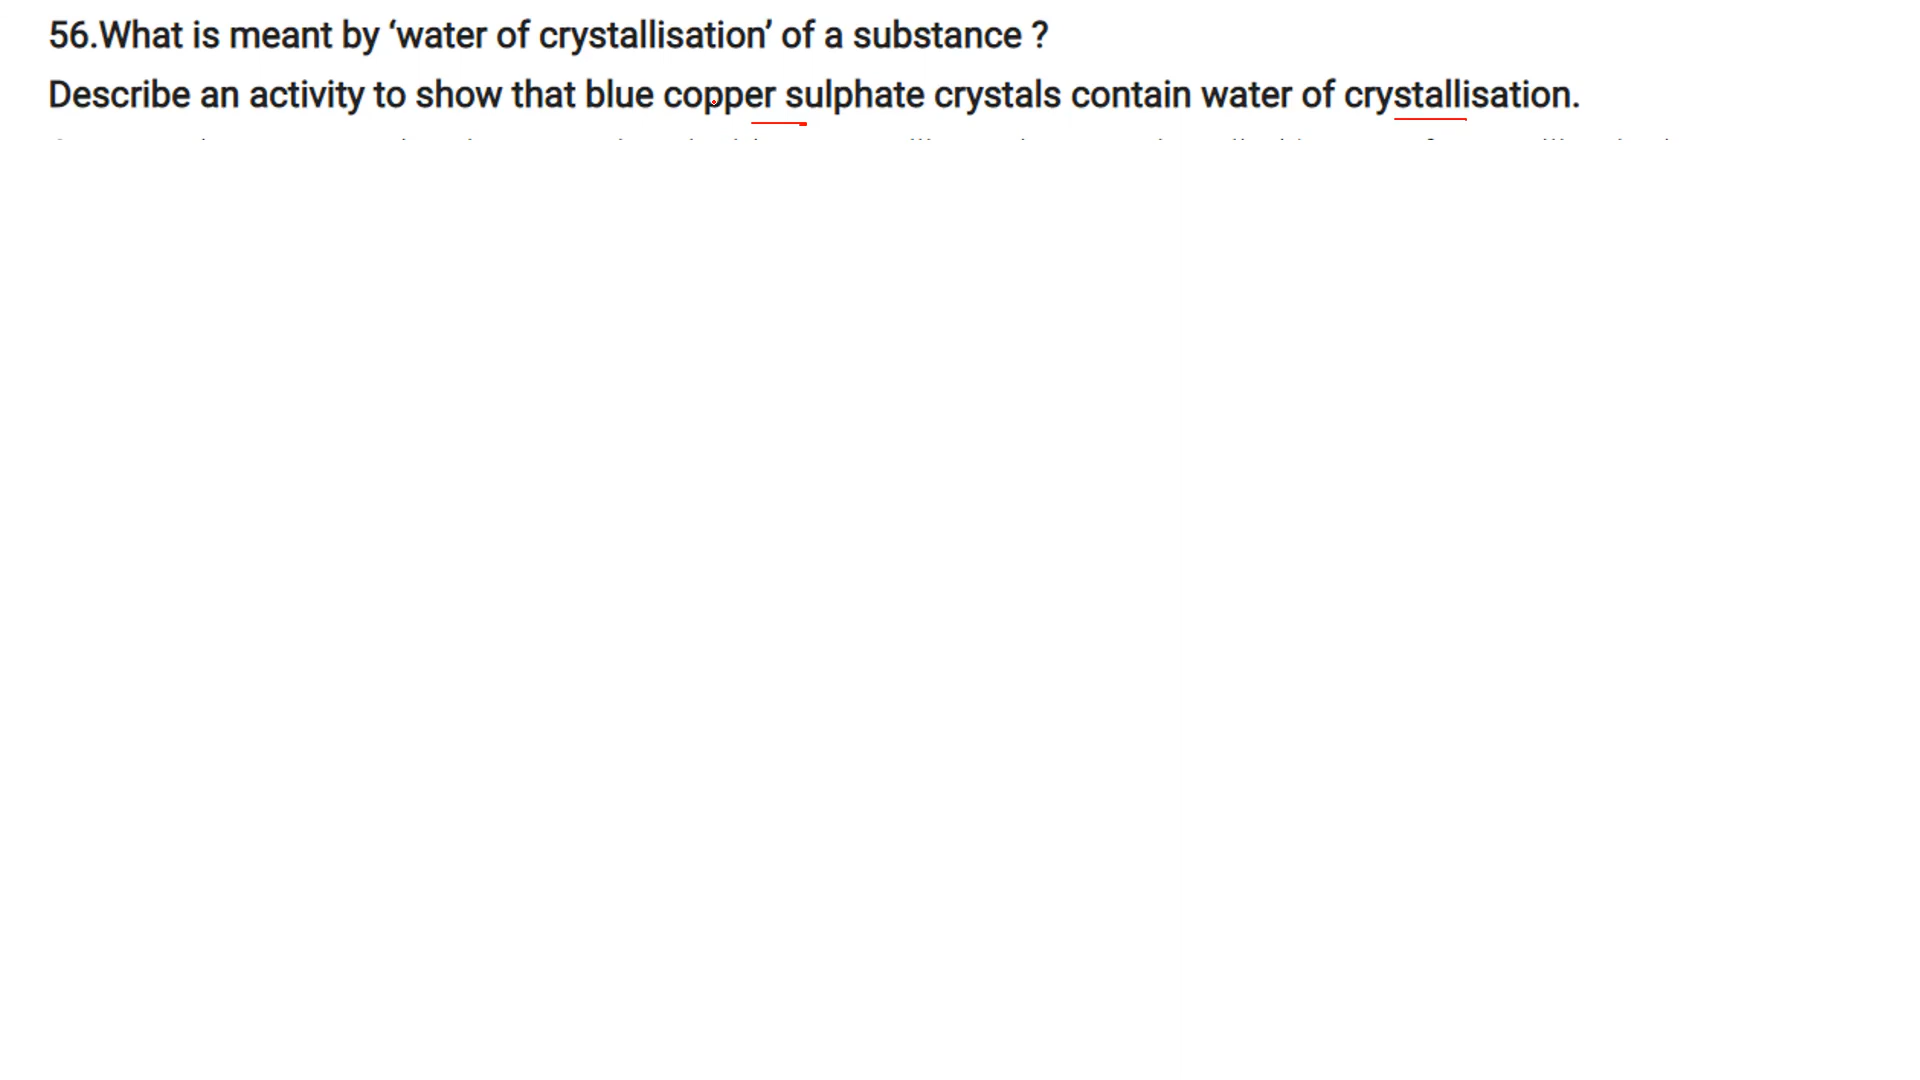 56.What is meant by ‘water of crystallisation’ of a substance ?
Describe an activity to show that blue copper sulphate crystals contain water of crystallisation.